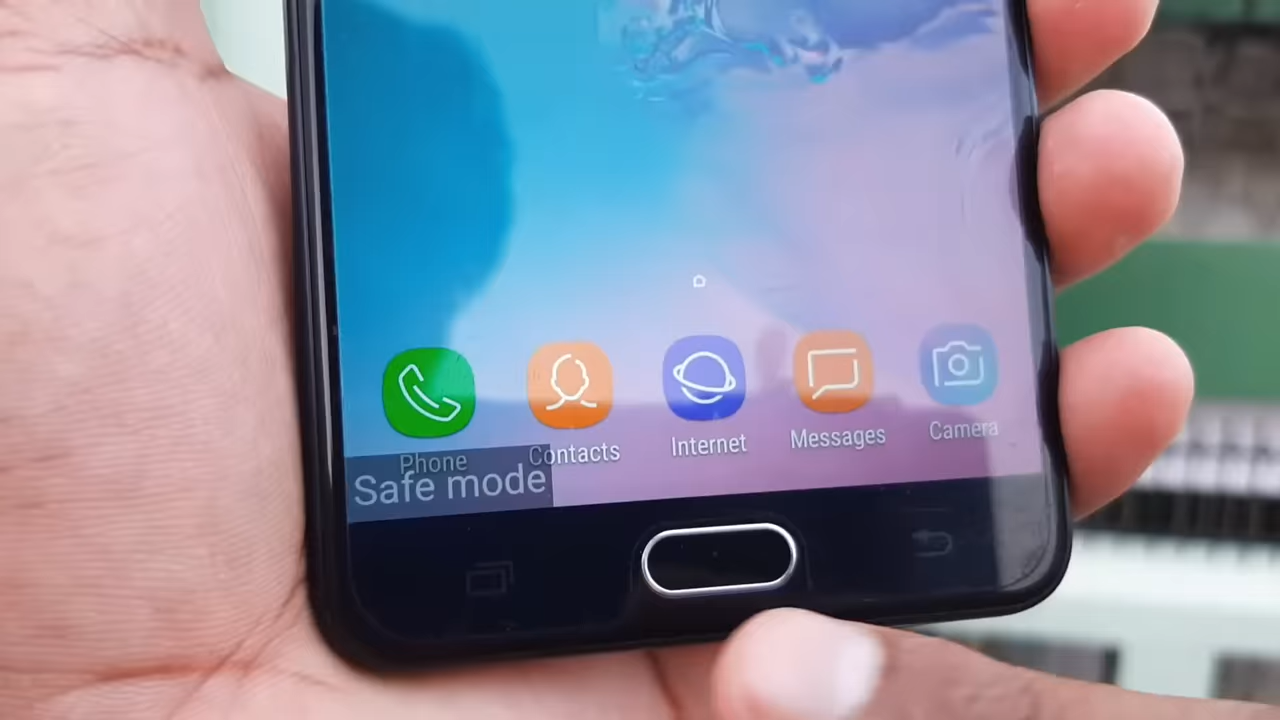 Phone
Contacts
Internet
Messages
Camera
Safe mode